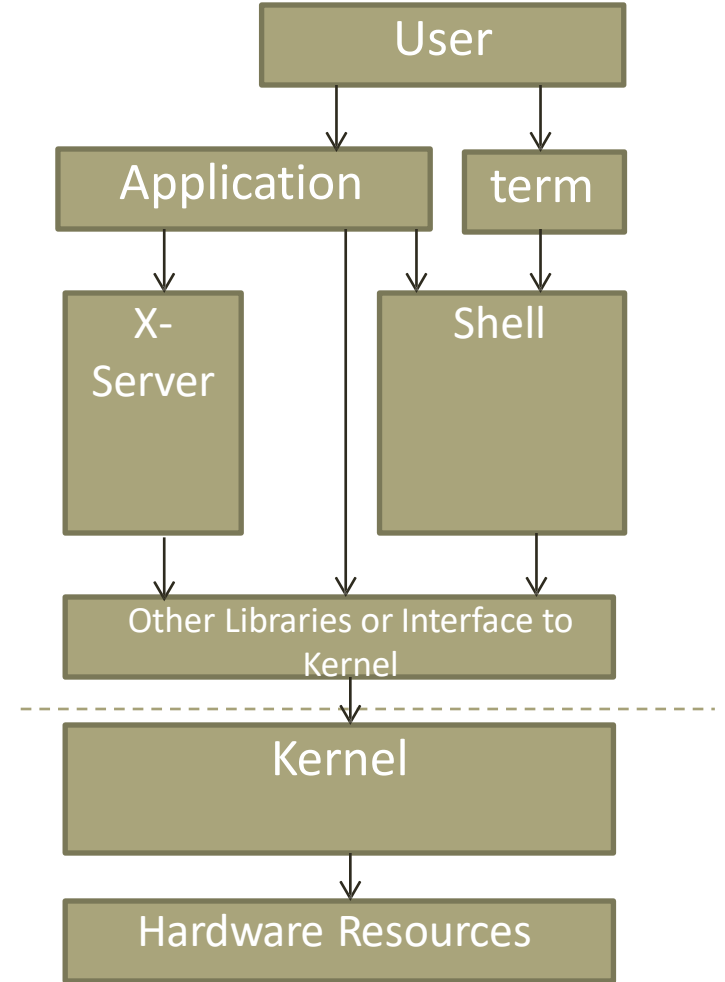 User
Application
term
X-
Server
Shell
Other Libraries or Interface to
Kernel
Kernel
Hardware Resources